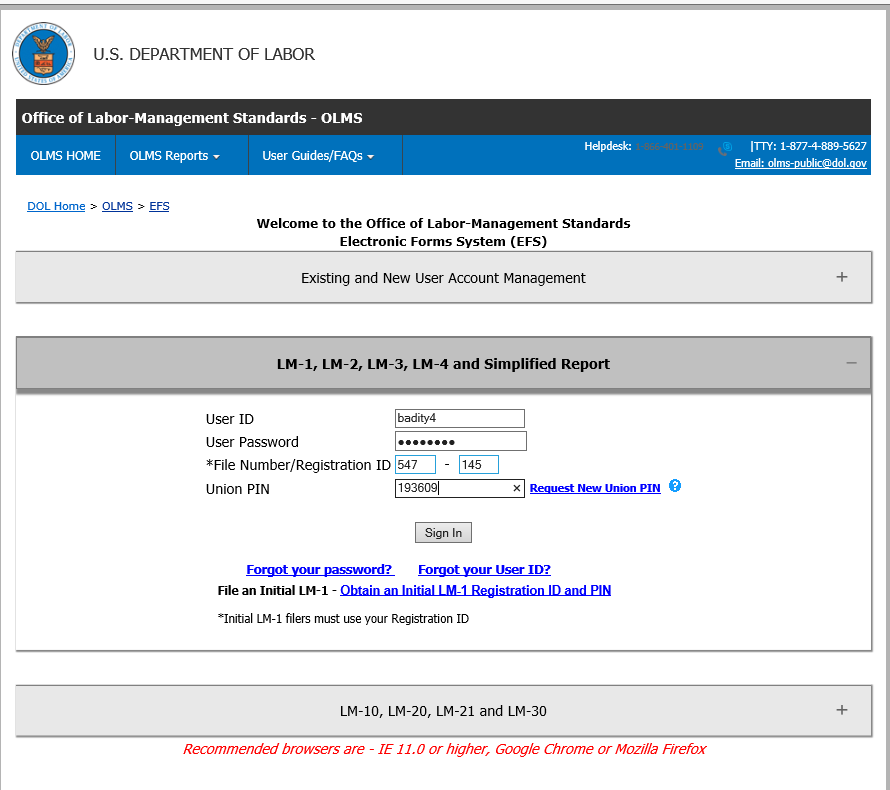 U.S. DEPARTMENT OF LABOR
Office of Labor-Management Standards - OLMS
OLMS HOME OLMS Reports User Guides/FAQs Helpdesk: 1-866-401-1109 |TTY: 1-877-4-889-5627
Email: olms-public@dol.gov
DOL Home > OLMS > EFS
Welcome to the Office of Labor-Management Standards
Electronic Forms System (EFS)
Existing and New User Account Management +
LM-1, LM-2, LM-3, LM-4 and Simplified Report −
User ID badity4
User Password ●●●●●●●●
*File Number/Registration ID 547 - 145
Union PIN 193609 × Request New Union PIN ?
Sign In
Forgot your password? Forgot your User ID?
File an Initial LM-1 - Obtain an Initial LM-1 Registration ID and PIN
*Initial LM-1 filers must use your Registration ID
LM-10, LM-20, LM-21 and LM-30 +
Recommended browsers are - IE 11.0 or higher, Google Chrome or Mozilla Firefox